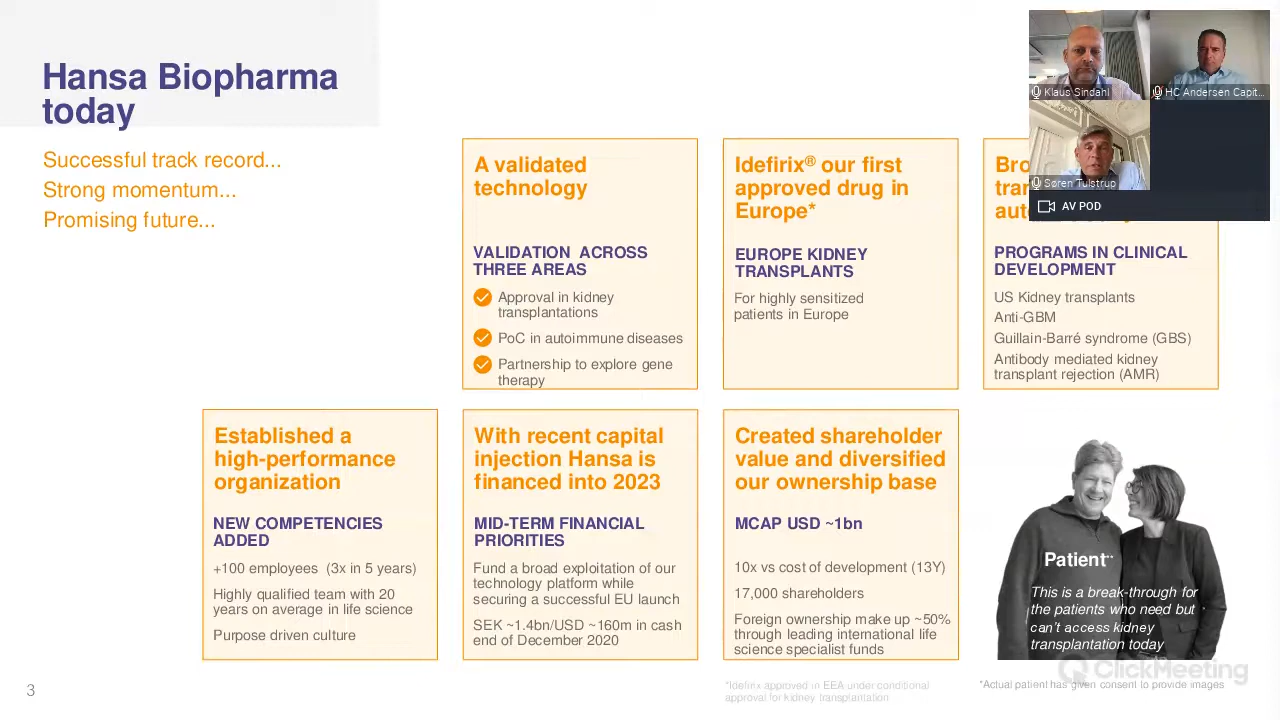 Hansa Biopharma
today
Successful track record...
Strong momentum...
Promising future...
A validated
technology
VALIDATION ACROSS
THREE AREAS
Approval in kidney
transplantations
PoC in autoimmune diseases
Partnership to explore gene
therapy
Idefirix® our first
approved drug in
Europe*
EUROPE KIDNEY
TRANSPLANTS
For highly sensitized
patients in Europe
PROGRAMS IN CLINICAL
DEVELOPMENT
US Kidney transplants
Anti-GBM
Guillain-Barré syndrome (GBS)
Antibody mediated kidney
transplant rejection (AMR)
Klaus Sindahl
HC Andersen Capit...
Søren Tulstrup
AV POD
Established a
high-performance
organization
NEW COMPETENCIES
ADDED
+100 employees (3x in 5 years)
Highly qualified team with 20
years on average in life science
Purpose driven culture
With recent capital
injection Hansa is
financed into 2023
MID-TERM FINANCIAL
PRIORITIES
Fund a broad exploitation of our
technology platform while
securing a successful EU launch
SEK ~1.4bn/USD ~160m in cash
end of December 2020
Created shareholder
value and diversified
our ownership base
MCAP USD ~1bn
10x vs cost of development (13Y)
17,000 shareholders
Foreign ownership make up ~50%
through leading international life
science specialist funds
Patient**
This is a break-through for
the patients who need but
can't access kidney
transplantation today
ClickMeeting
3
*Idefirix approved in EEA under conditional
approval for kidney transplantation
*Actual patient has given consent to provide images